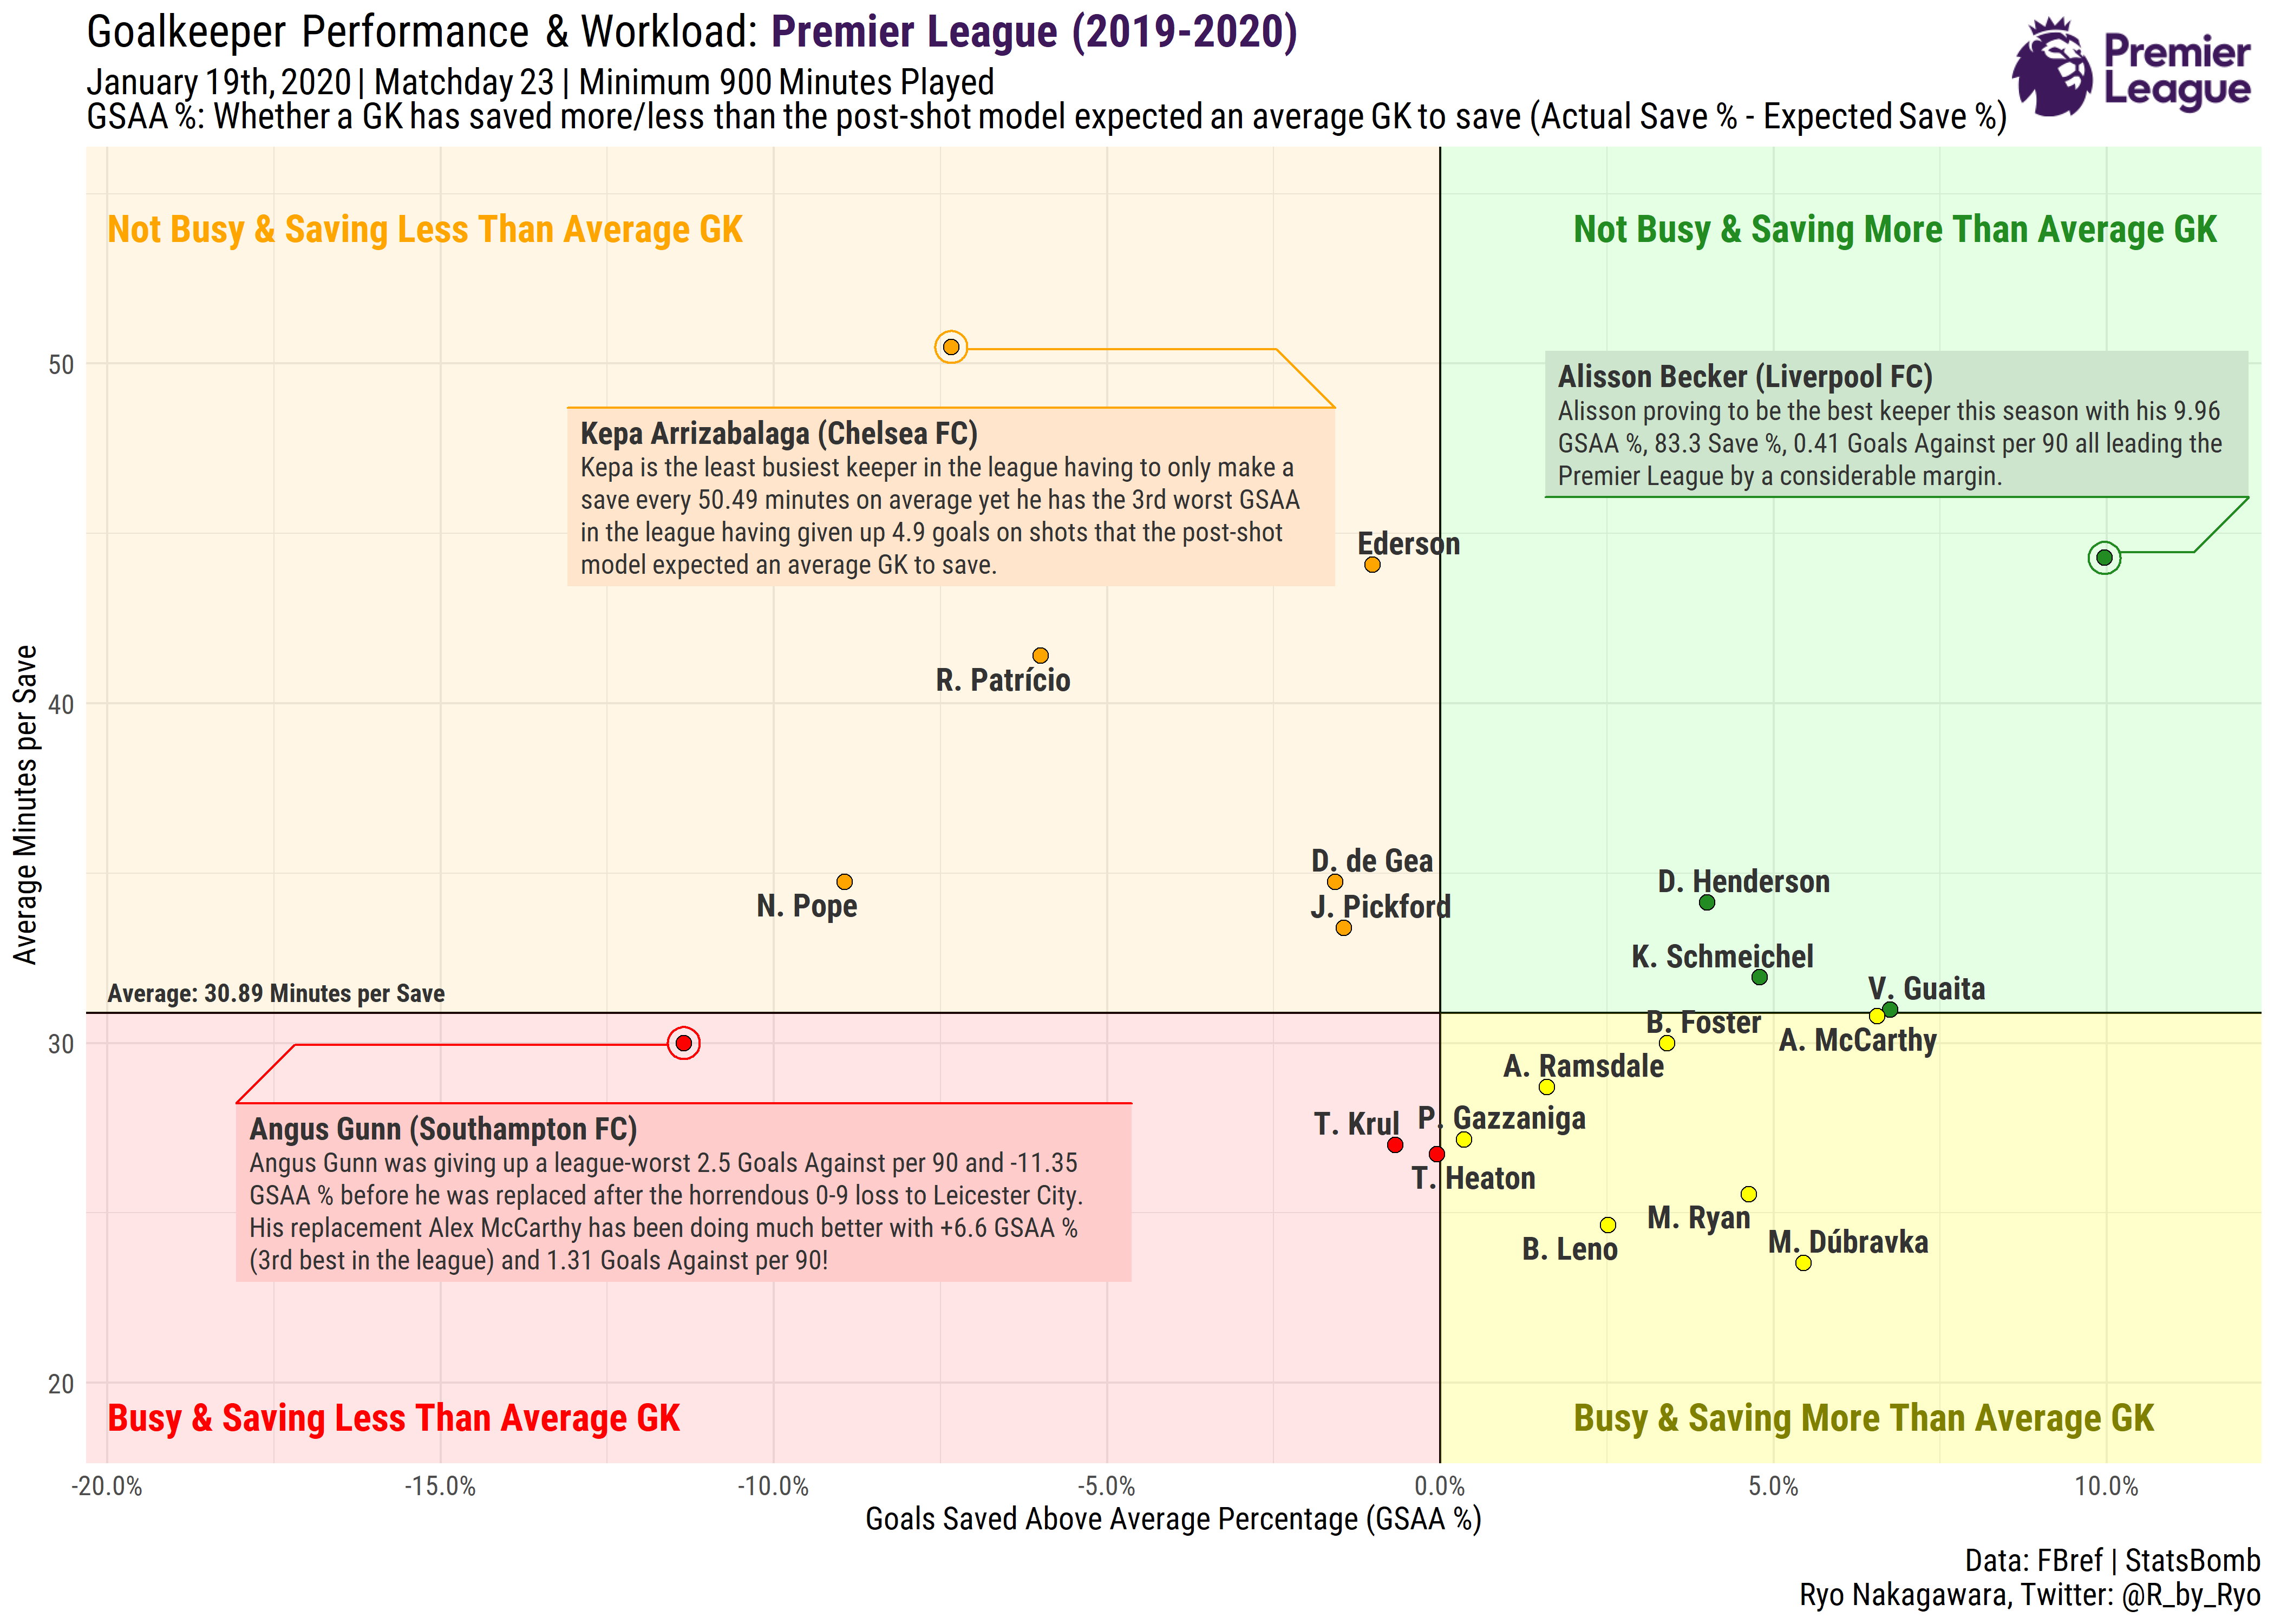 Goalkeeper Performance & Workload: Premier League (2019-2020)
January 19th, 2020 | Matchday 23 | Minimum 900 Minutes Played
GSAA %: Whether a GK has saved more/less than the post-shot model expected an average GK to save (Actual Save % - Expected Save %)
Premier
League
Not Busy & Saving Less Than Average GK
Not Busy & Saving More Than Average GK
50
Kepa Arrizabalaga (Chelsea FC)
Kepa is the least busiest keeper in the league having to only make a
save every 50.49 minutes on average yet he has the 3rd worst GSAA
in the league having given up 4.9 goals on shots that the post-shot
model expected an average GK to save.
Alisson Becker (Liverpool FC)
Alisson proving to be the best keeper this season with his 9.96
GSAA %, 83.3 Save %, 0.41 Goals Against per 90 all leading the
Premier League by a considerable margin.
Ederson
R. Patrício
40
Average Minutes per Save
D. de Gea
N. Pope
J. Pickford
D. Henderson
K. Schmeichel
V. Guaita
Average: 30.89 Minutes per Save
B. Foster
A. McCarthy
30
A. Ramsdale
T. Krul
P. Gazzaniga
T. Heaton
M. Ryan
B. Leno
M. Dúbravka
Angus Gunn (Southampton FC)
Angus Gunn was giving up a league-worst 2.5 Goals Against per 90 and -11.35
GSAA % before he was replaced after the horrendous 0-9 loss to Leicester City.
His replacement Alex McCarthy has been doing much better with +6.6 GSAA %
(3rd best in the league) and 1.31 Goals Against per 90!
20
Busy & Saving Less Than Average GK
Busy & Saving More Than Average GK
-20.0%
-15.0%
-10.0%
-5.0%
0.0%
5.0%
10.0%
Goals Saved Above Average Percentage (GSAA %)
Data: FBref | StatsBomb
Ryo Nakagawara, Twitter: @R_by_Ryo